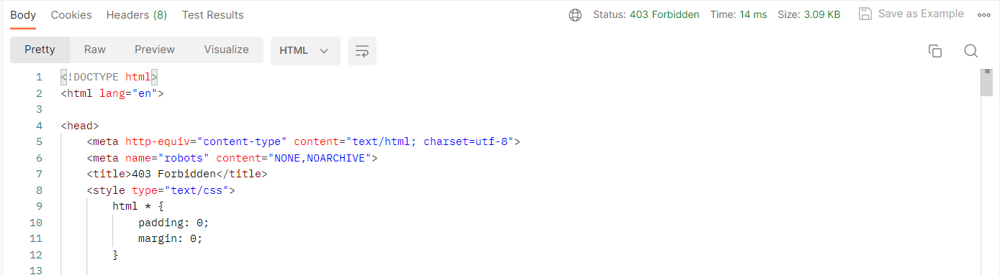 Body Cookies Headers (8) Test Results Status: 403 Forbidden Time: 14 ms Size: 3.09 KB Save as Example
Pretty Raw Preview Visualize HTML
1 <!DOCTYPE html>
2 <html lang="en">
3
4 <head>
5 <meta http-equiv="content-type" content="text/html; charset=utf-8">
6 <meta name="robots" content="NONE,NOARCHIVE">
7 <title>403 Forbidden</title>
8 <style type="text/css">
9 html * {
10 padding: 0;
11 margin: 0;
12 }
13